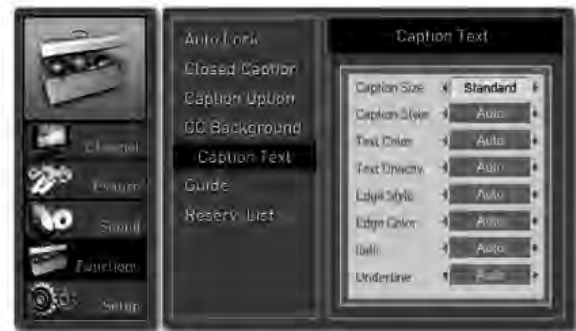 Channel
Picture
Sound
Functions
Setup
Auto Lock
Closed Caption
Caption Option
CC Background
Caption Text
Guide
Reserv. List
Caption Text
Caption Size Standard
Caption Style Auto
Text Color Auto
Text Opacity Auto
Edge Style Auto
Edge Color Auto
Italic Auto
Underline Auto